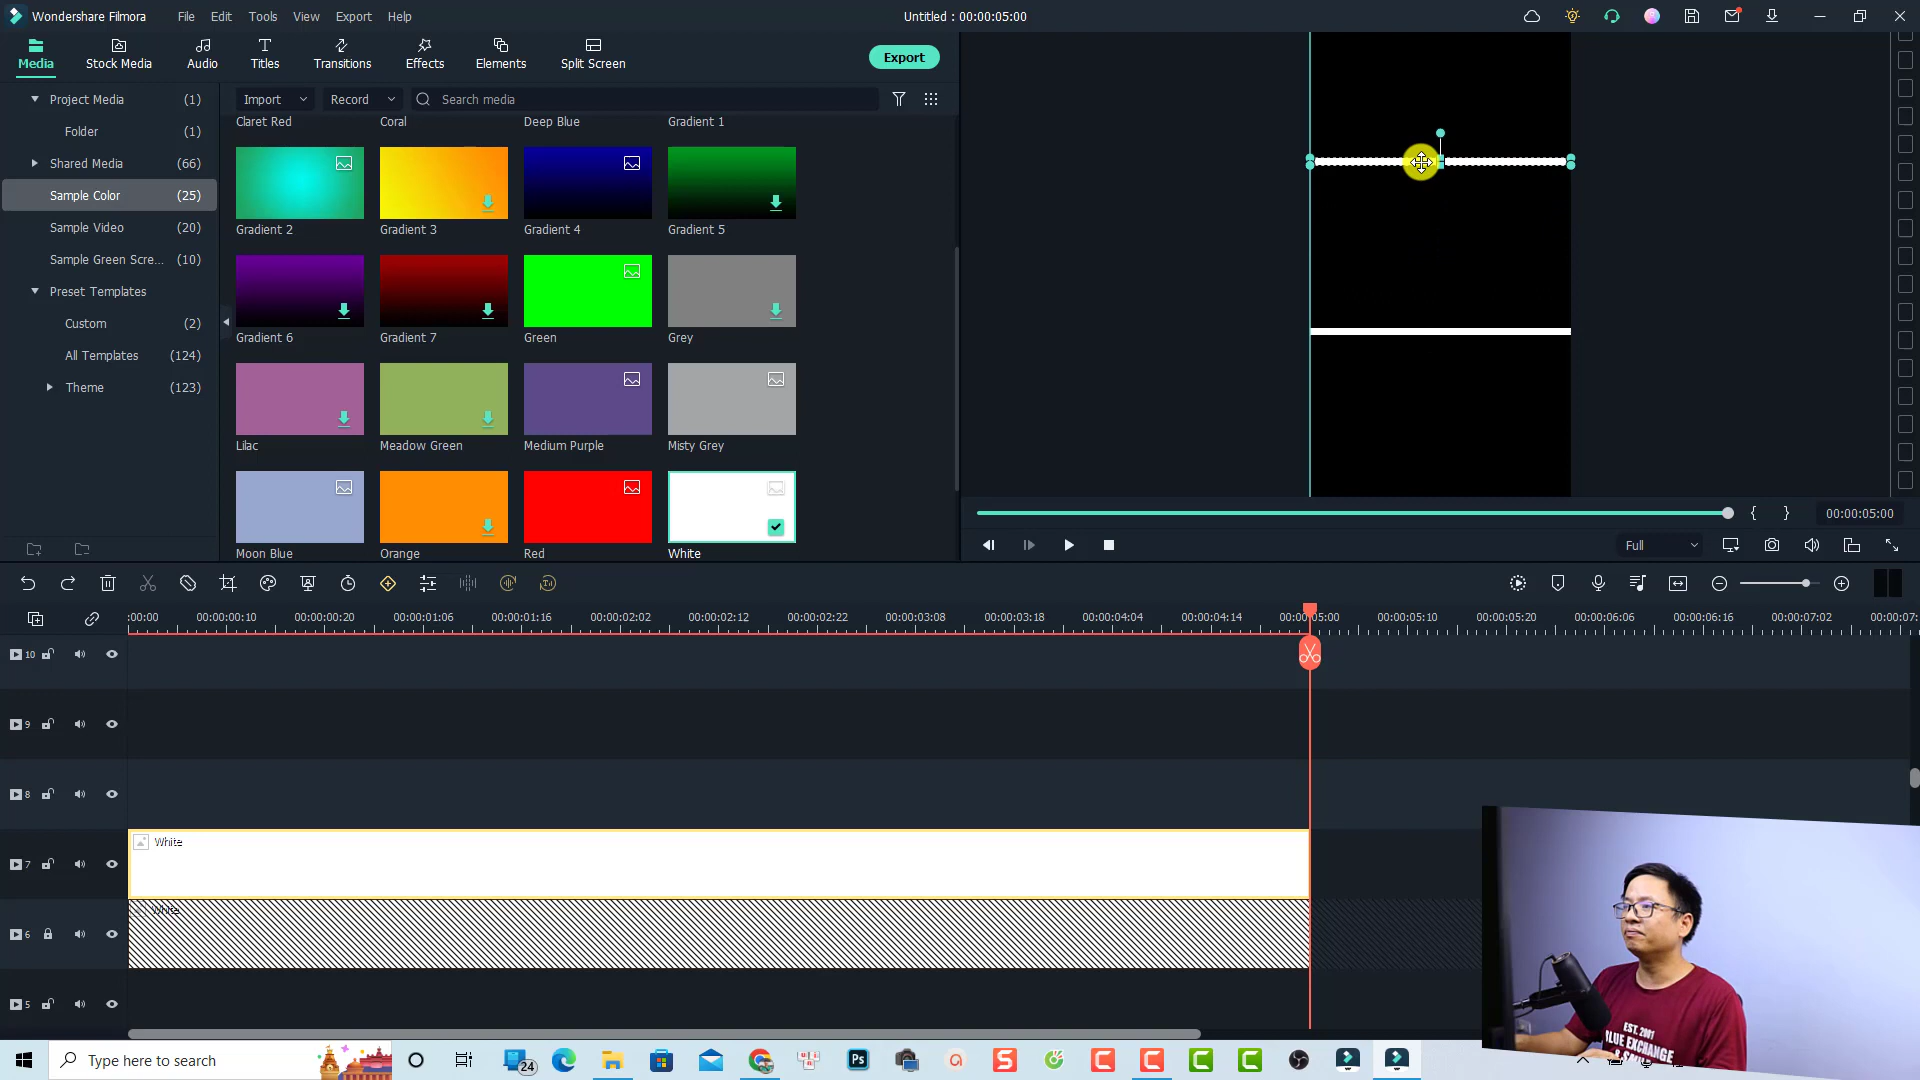 Wondershare Filmora File Edit Tools View Export Help Untitled : 00:00:05:00
Media Stock Media Audio Titles Transitions Effects Elements Split Screen Export
Project Media (1)
Folder (1)
Shared Media (66)
Sample Color (25)
Sample Video (20)
Sample Green Scre... (10)
Preset Templates
Custom (2)
All Templates (124)
Theme (123)
Import Record Search media
Claret Red Coral Deep Blue Gradient 1
Gradient 2 Gradient 3 Gradient 4 Gradient 5
Gradient 6 Gradient 7 Green Grey
Lilac Meadow Green Medium Purple Misty Grey
Moon Blue Orange Red White
{ } 00:00:05:00
Full
:00:00 00:00:00:10 00:00:00:20 00:00:01:06 00:00:01:16 00:00:02:02 00:00:02:12 00:00:02:22 00:00:03:08 00:00:03:18 00:00:04:04 00:00:04:14 00:00:05:00 00:00:05:10 00:00:05:20 00:00:06:06 00:00:06:16 00:00:07:02 00:00:07:
10
9
8
7 White
6 White
5
EST. 2001
BLUE EXCHANGE
Type here to search 24 Ps